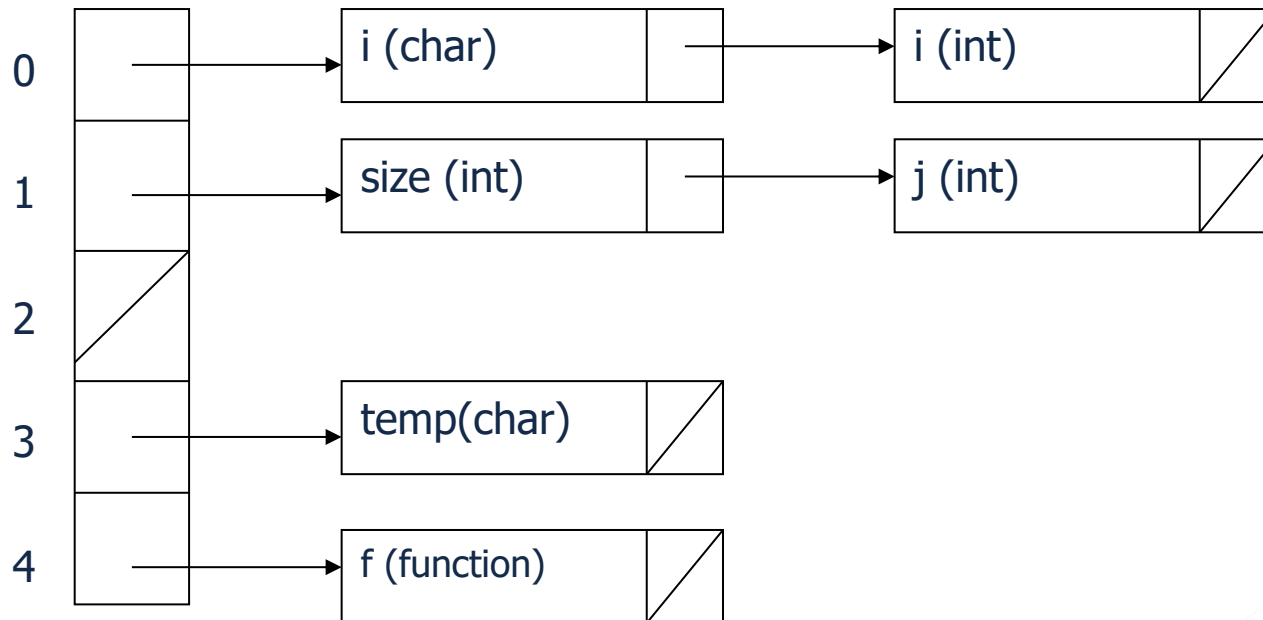 0 i (char) i (int)
1 size (int) j (int)
2
3 temp(char)
4 f (function)